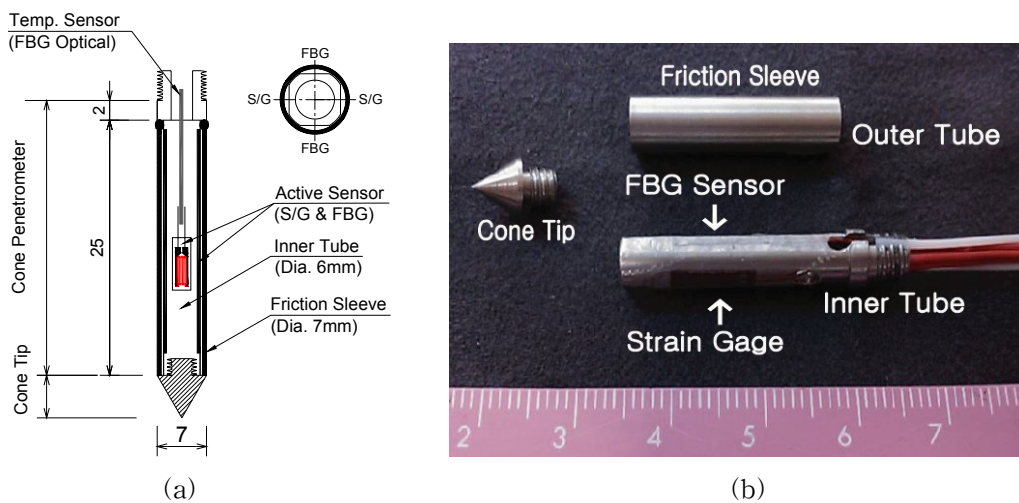 Temp. Sensor
(FBG Optical)
FBG
S/G
S/G
FBG
2
Cone Penetrometer
25
Active Sensor
(S/G & FBG)
Inner Tube
(Dia. 6mm)
Friction Sleeve
(Dia. 7mm)
Cone Tip
7
(a)
Friction Sleeve
Outer Tube
FBG Sensor
Cone Tip
Inner Tube
Strain Gage
2 3 4 5 6 7
(b)